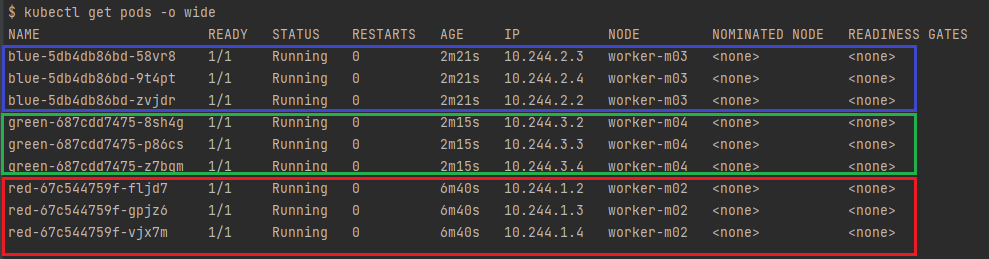 $ kubectl get pods -o wide
NAME READY STATUS RESTARTS AGE IP NODE NOMINATED NODE READINESS GATES
blue-5db4db86bd-58vr8 1/1 Running 0 2m21s 10.244.2.3 worker-m03 <none> <none>
blue-5db4db86bd-9t4pt 1/1 Running 0 2m21s 10.244.2.4 worker-m03 <none> <none>
blue-5db4db86bd-zvjdr 1/1 Running 0 2m21s 10.244.2.2 worker-m03 <none> <none>
green-687cdd7475-8sh4g 1/1 Running 0 2m15s 10.244.3.2 worker-m04 <none> <none>
green-687cdd7475-p86cs 1/1 Running 0 2m15s 10.244.3.3 worker-m04 <none> <none>
green-687cdd7475-z7bqm 1/1 Running 0 2m15s 10.244.3.4 worker-m04 <none> <none>
red-67c544759f-fljd7 1/1 Running 0 6m40s 10.244.1.2 worker-m02 <none> <none>
red-67c544759f-gpjz6 1/1 Running 0 6m40s 10.244.1.3 worker-m02 <none> <none>
red-67c544759f-vjx7m 1/1 Running 0 6m40s 10.244.1.4 worker-m02 <none> <none>